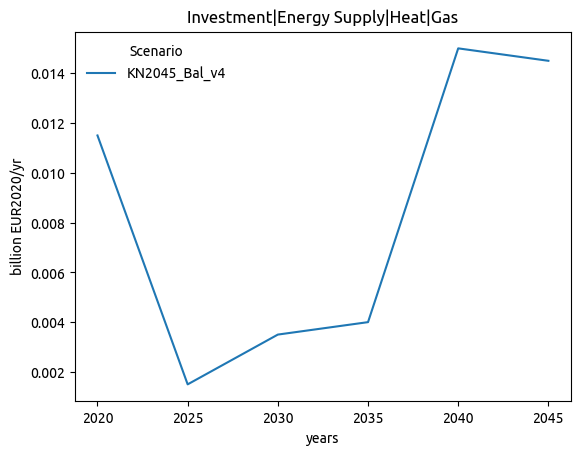 Investment|Energy Supply|Heat|Gas
Scenario
KN2045_Bal_v4
billion EUR2020/yr
0.014
0.012
0.010
0.008
0.006
0.004
0.002
2020 2025 2030 2035 2040 2045
years